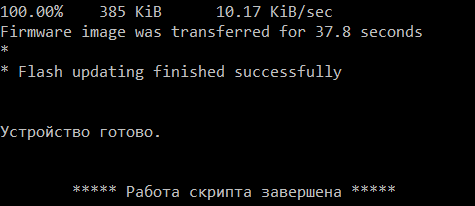 100.00% 385 KiB 10.17 KiB/sec
Firmware image was transferred for 37.8 seconds
*
* Flash updating finished successfully
Устройство готово.
***** Работа скрипта завершена *****